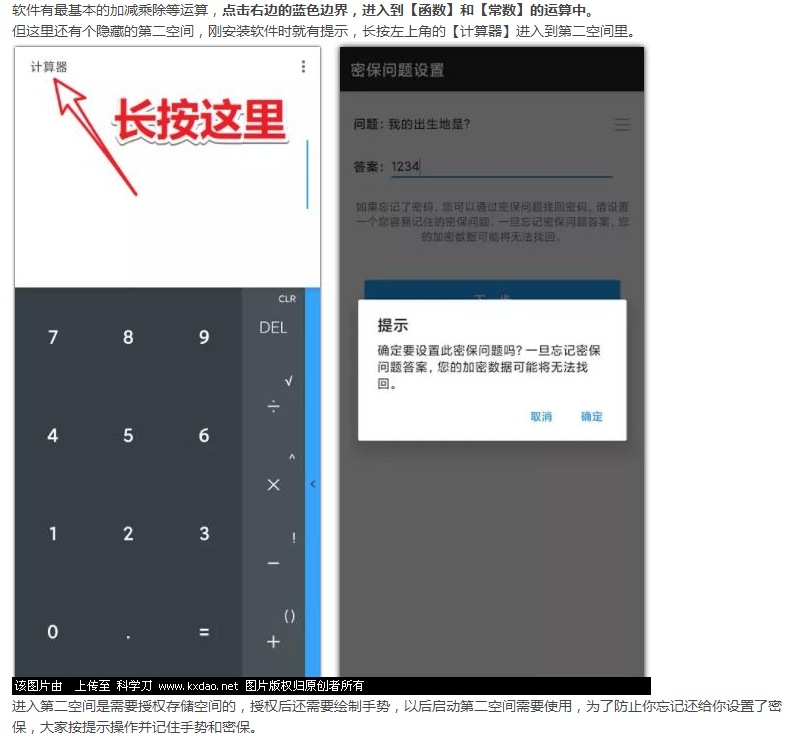 软件有最基本的加减乘除等运算，点击右边的蓝色边界，进入到【函数】和【常数】的运算中。
但这里还有个隐藏的第二空间，刚安装软件时就有提示，长按左上角的【计算器】进入到第二空间里。
计算器
长按这里
CLR
7 8 9 DEL
√
÷
4 5 6
^
×
<
1 2 3
!
−
()
0 . = +
密保问题设置
问题：我的出生地是？
答案：1234
如果忘记了密码，您可以通过密保问题找回密码，请设置
一个您容易记住的密保问题，一旦忘记密保问题答案，您
的加密数据可能将无法找回。
下一步
提示
确定要设置此密保问题吗？一旦忘记密保
问题答案，您的加密数据可能将无法找
回。
取消 确定
该图片由 上传至 科学刀 www.kxdao.net 图片版权归原创者所有
进入第二空间是需要授权存储空间的，授权后还需要绘制手势，以后启动第二空间需要使用，为了防止你忘记还给你设置了密
保，大家按提示操作并记住手势和密保。